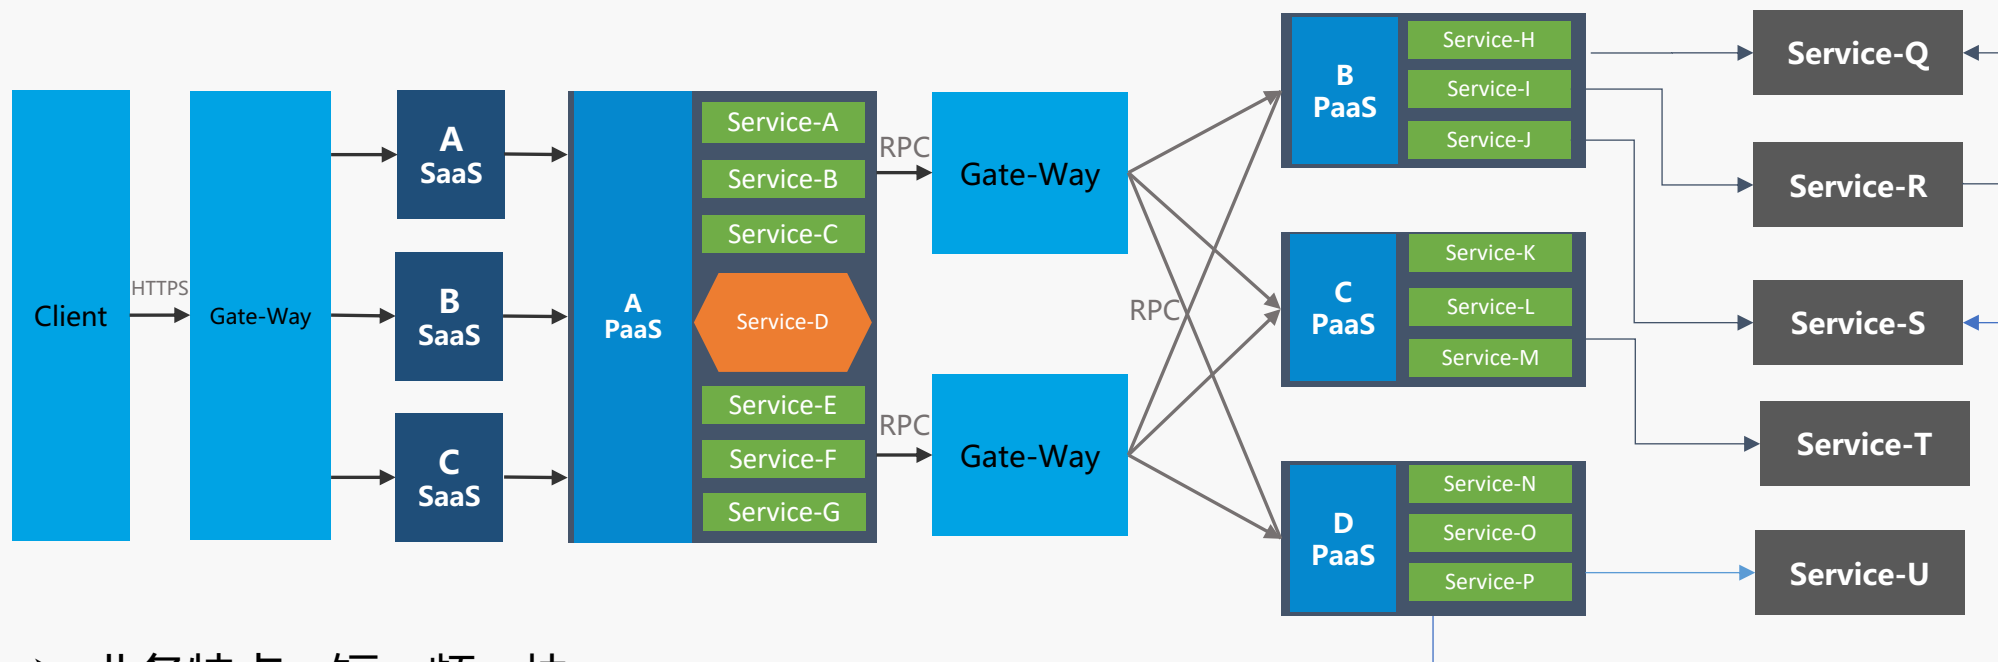 Client
HTTPS
Gate-Way
A
SaaS
B
SaaS
C
SaaS
A
PaaS
Service-A
Service-B
Service-C
Service-D
Service-E
Service-F
Service-G
RPC
Gate-Way
RPC
Gate-Way
RPC
B
PaaS
Service-H
Service-I
Service-J
C
PaaS
Service-K
Service-L
Service-M
D
PaaS
Service-N
Service-O
Service-P
Service-Q
Service-R
Service-S
Service-T
Service-U